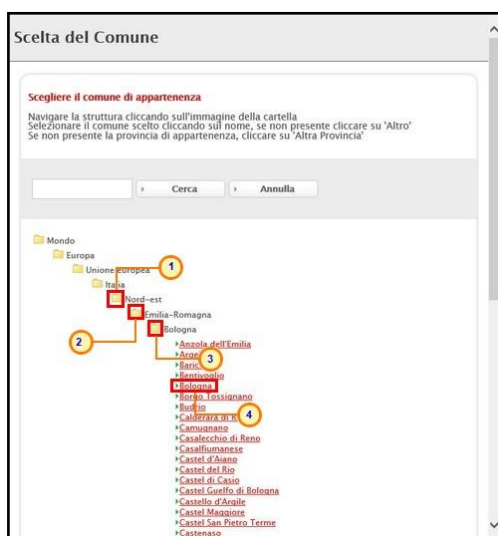 Scelta del Comune
Scegliere il comune di appartenenza
Navigare la struttura cliccando sull'immagine della cartella
Selezionare il comune scelto cliccando sul nome, se non presente cliccare su 'Altro'
Se non presente la provincia di appartenenza, cliccare su 'Altra Provincia'
Cerca Annulla
Mondo
Europa
Unione europea
1
Italia
Nord-est
Emilia-Romagna
2
Bologna
Anzola dell'Emilia
3
Bentivoglio
Bologna
Borgo Tossignano
Budrio
4
Calderara di
Camugnano
Casalecchio di Reno
Casalfiumanese
Castel d'Aiano
Castel del Rio
Castel di Casio
Castel Guelfo di Bologna
Castello d'Argile
Castel Maggiore
Castel San Pietro Terme
Castenaso